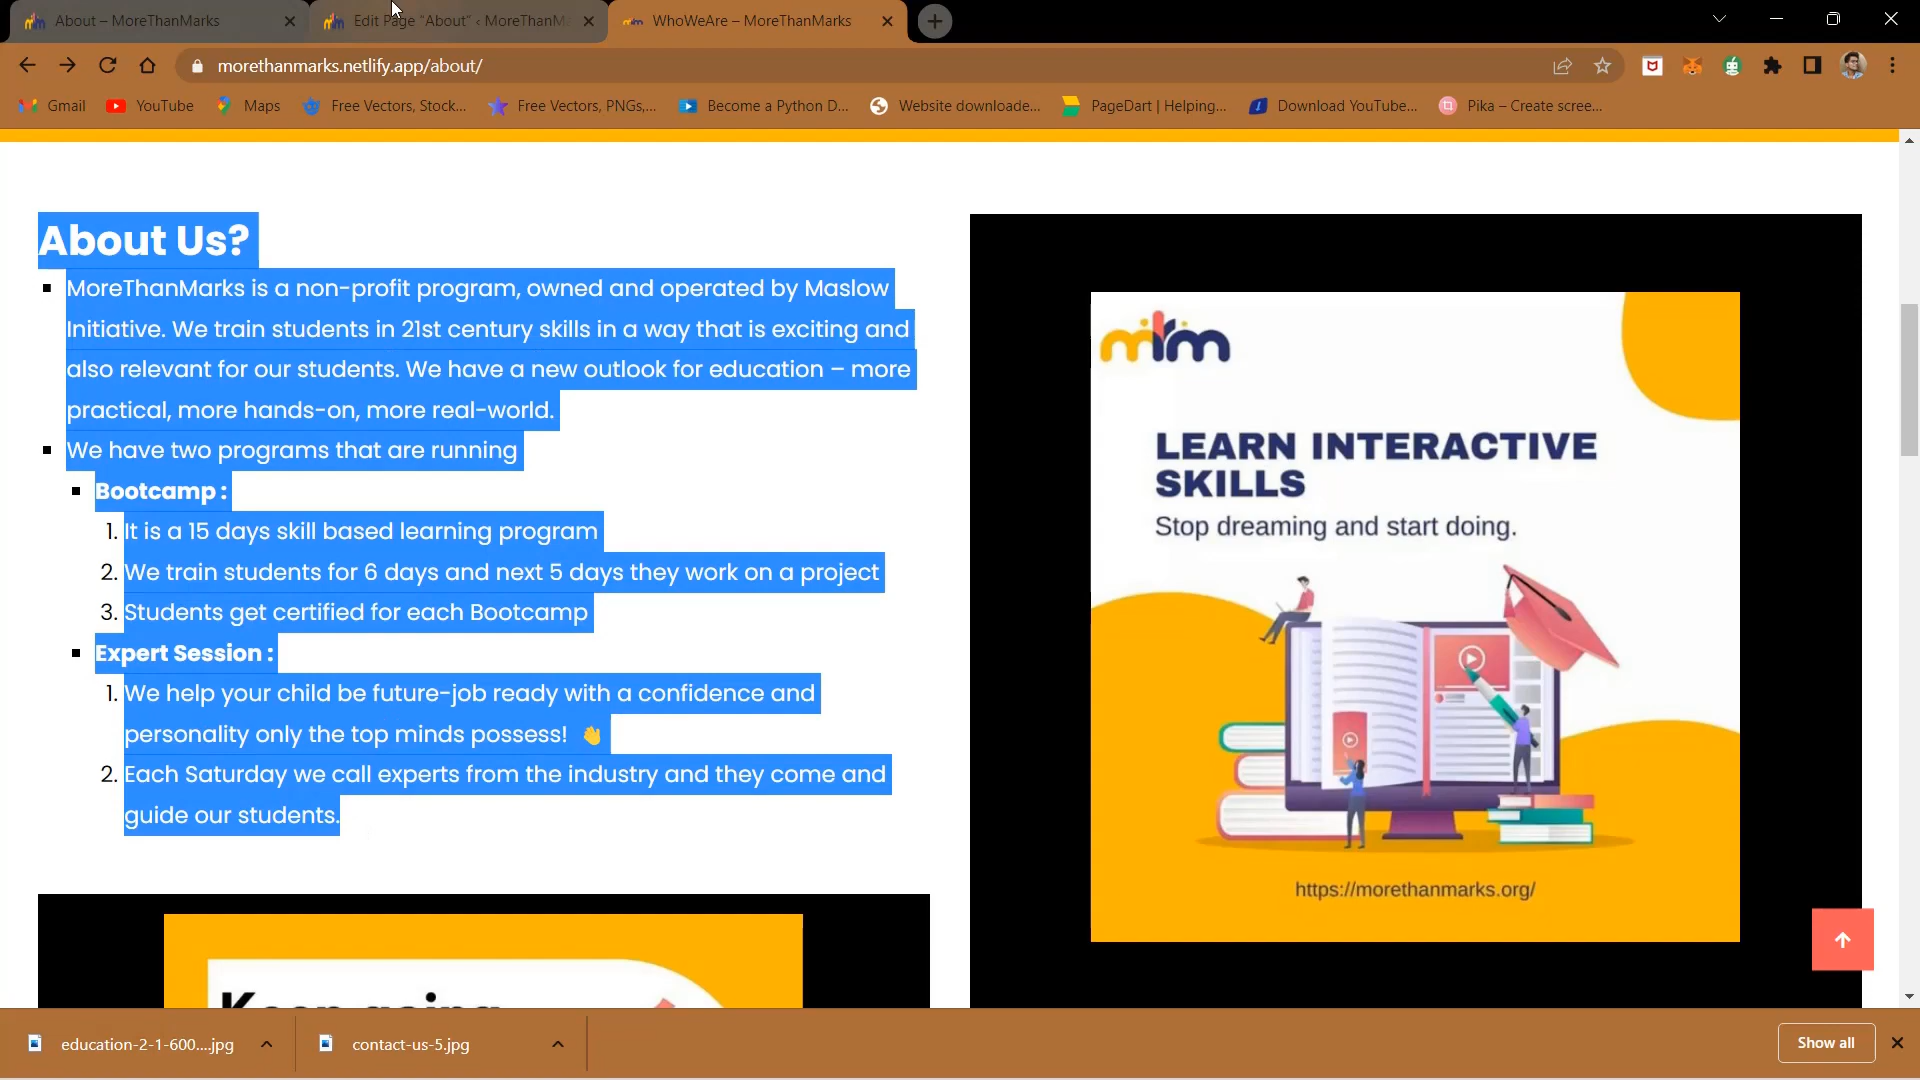 About – MoreThanMarks
Edit Page "About" ‹ MoreThanM
WhoWeAre – MoreThanMarks
morethanmarks.netlify.app/about/
Gmail
YouTube
Maps
Free Vectors, Stock...
Free Vectors, PNGs,...
Become a Python D...
Website downloade...
PageDart | Helping...
Download YouTube...
Pika – Create scree...
About Us?
MoreThanMarks is a non-profit program, owned and operated by Maslow
Initiative. We train students in 21st century skills in a way that is exciting and
also relevant for our students. We have a new outlook for education – more
practical, more hands-on, more real-world.
We have two programs that are running
Bootcamp :
1. It is a 15 days skill based learning program
2. We train students for 6 days and next 5 days they work on a project
3. Students get certified for each Bootcamp
Expert Session :
1. We help your child be future-job ready with a confidence and
personality only the top minds possess! 👏
2. Each Saturday we call experts from the industry and they come and
guide our students.
mtm
LEARN INTERACTIVE
SKILLS
Stop dreaming and start doing.
https://morethanmarks.org/
Keep going
education-2-1-600....jpg
contact-us-5.jpg
Show all